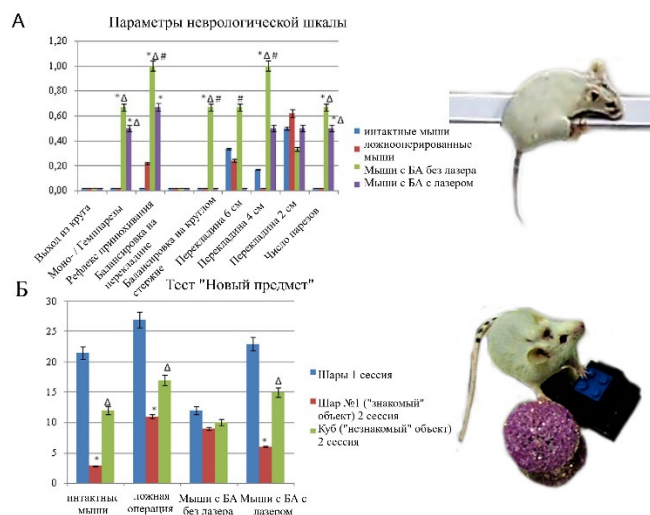 А
Параметры неврологической шкалы
1,20
1,00
0,80
0,60
0,40
0,20
0,00
* Δ #
* Δ #
* Δ
*
* Δ
* Δ #
#
* Δ
* Δ
Выход из круга
Моно- / Гемипарезы
Рефлекс принюхивания
Балансировка на
перекладине
Балансировка на круглом
стержне
Перекладина 6 см
Перекладина 4 см
Перекладина 2 см
Число парезов
интактные мыши
ложнооперированные
мыши
Мыши с БА без лазера
Мыши с БА с лазером
Б
Тест "Новый предмет"
30
25
20
15
10
5
0
*
Δ
*
Δ
*
Δ
интактные
мыши
ложная
операция
Мыши с БА
без лазера
Мыши с БА с
лазером
Шары 1 сессия
Шар №1 ("знакомый"
объект) 2 сессия
Куб ("незнакомый" объект)
2 сессия